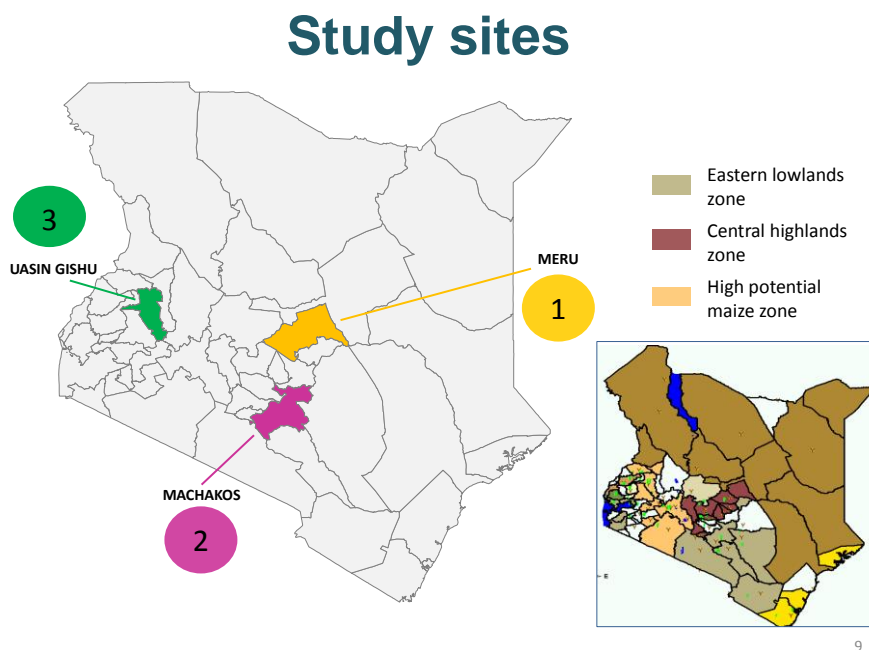 Study sites
3
UASIN GISHU
MERU
1
MACHAKOS
2
Eastern lowlands
zone
Central highlands
zone
High potential
maize zone
9